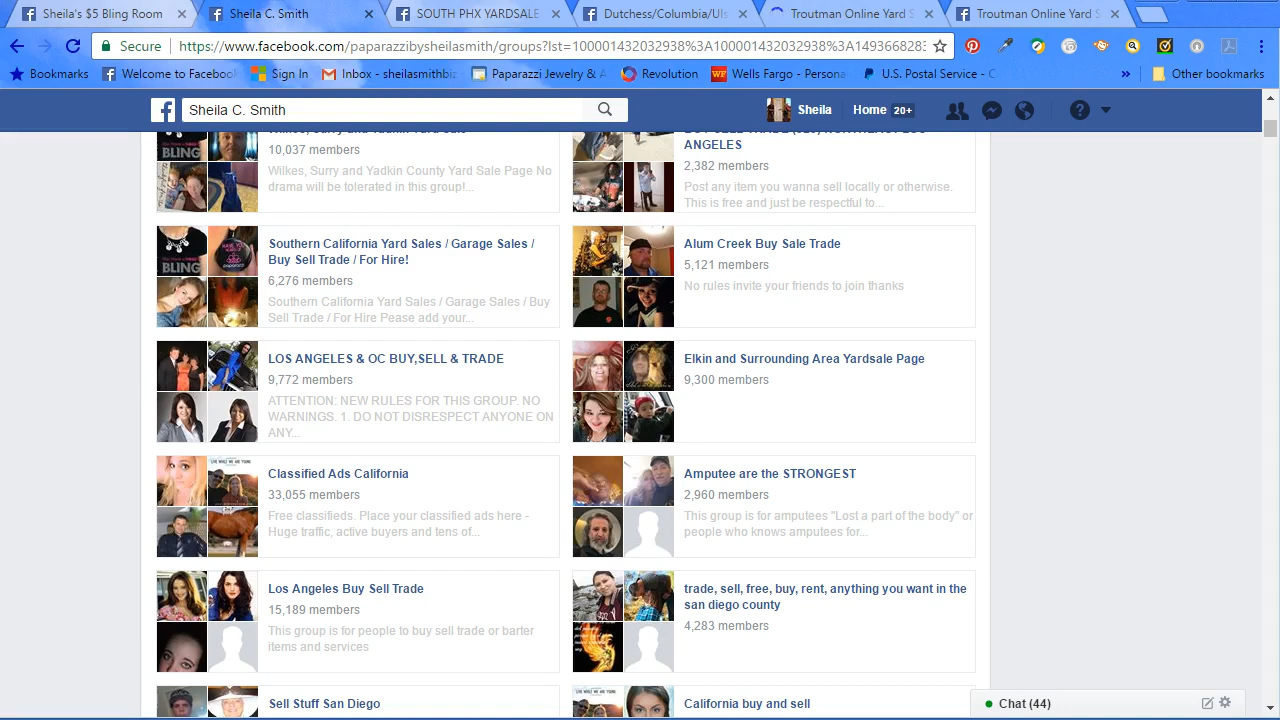 Sheila C. Smith
Sheila's $5 Bling Room
SOUTH PHX YARDSALE
Dutchess/Columbia/Uls
Troutman Online Yard S
Troutman Online Yard S
Secure
https://www.facebook.com/paparazzibysheilasmith/groups?lst=100001432032938%3A100001432032938%3A1493668283
Bookmarks
Welcome to Facebook
Sign In
Inbox - sheilasmithbiz
Paparazzi Jewelry & A
Revolution
Wells Fargo - Persona
U.S. Postal Service - C
»
Other bookmarks
Sheila C. Smith
Sheila
Home 20+
Wilkes, Surry and Yadkin Yard Sale
10,037 members
Wilkes, Surry and Yadkin County Yard Sale Page No
drama will be tolerated in this group!...
ANGELES
2,382 members
Post any item you wanna sell locally or otherwise.
This is free and just be respectful to...
BLING
Southern California Yard Sales / Garage Sales /
Buy Sell Trade / For Hire!
6,276 members
Southern California Yard Sales / Garage Sales / Buy
Sell Trade / For Hire Pease add your...
BLING
Alum Creek Buy Sale Trade
5,121 members
No rules invite your friends to join thanks
LOS ANGELES X OC BUY,SELL & TRADE
9,772 members
ATTENTION: NEW RULES FOR THIS GROUP. NO
WARNINGS. 1-DO NOT DISRESPECT ANYONE ON
ANY...
Elkin and Surrounding Area Yardsale Page
9,300 members
Classified Ads California
33,055 members
Free classifieds. Place your classified ads here -
Huge traffic, active buyers and tens of...
Amputee are the STRONGEST
2,960 members
This group is for amputees "Lost a part of the body" or
people who knows amputees for...
Los Angeles Buy Sell Trade
15,189 members
This group is for people to buy sell trade or barter
items and services
trade, sell, free, buy, rent, anything you want in the
san diego county
4,283 members
Sell Stuff San Diego
California buy and sell
Chat (44)